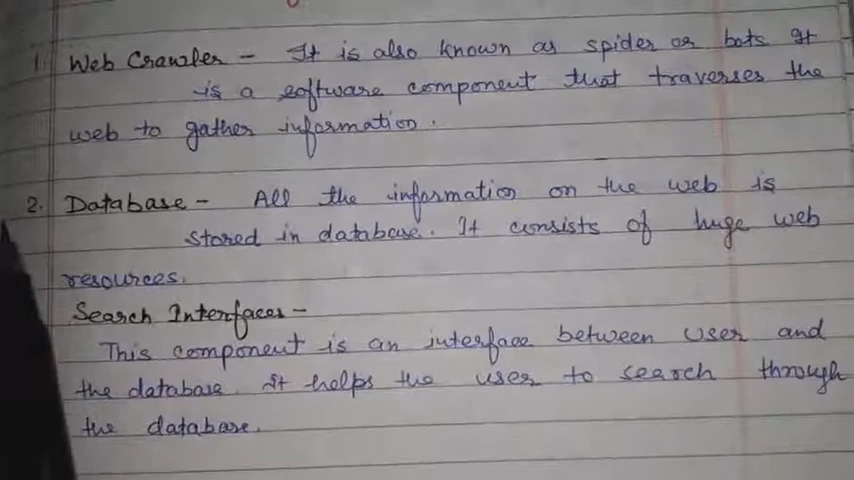 1. Web Crawler - It is also known as spider or bots It
is a software component that traverses the
web to gather information.
2. Database - All the information on the web is
stored in database. It consists of huge web
resources.
Search Interfaces -
This component is an interface between user and
the database. It helps the user to search through
the database.